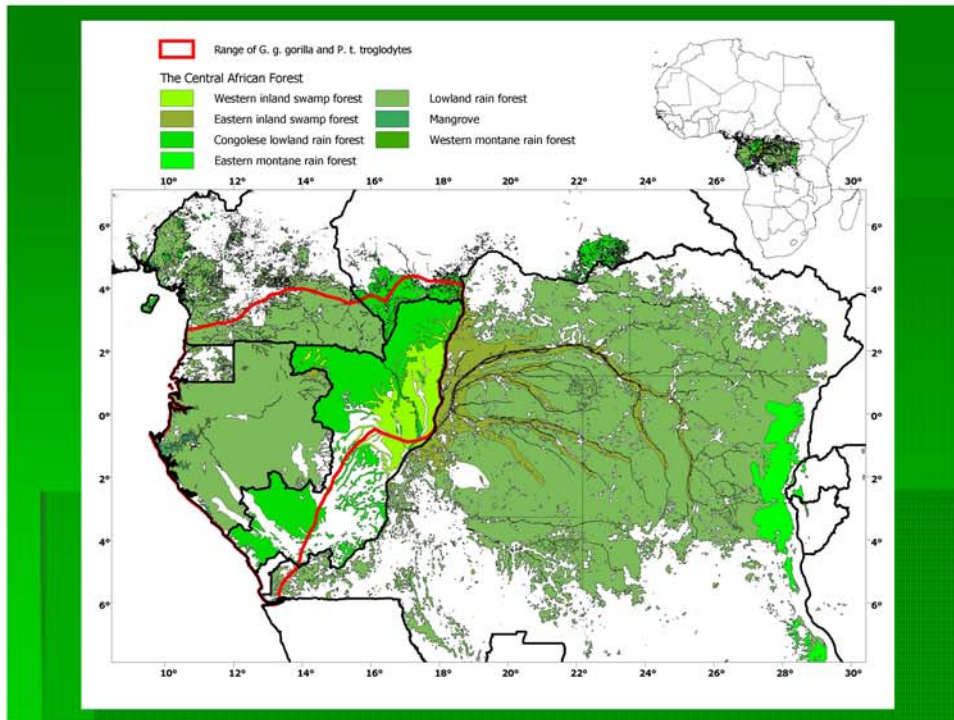 Range of G. g. gorilla and P. t. troglodytes
The Central African Forest
Western inland swamp forest
Lowland rain forest
Eastern inland swamp forest
Mangrove
Congolese lowland rain forest
Western montane rain forest
Eastern montane rain forest
10° 12° 14° 16° 18° 20° 22° 24° 26° 28° 30°
6° 6°
4° 4°
2° 2°
0° 0°
2° 2°
4° 4°
6° 6°
10° 12° 14° 16° 18° 20° 22° 24° 26° 28° 30°